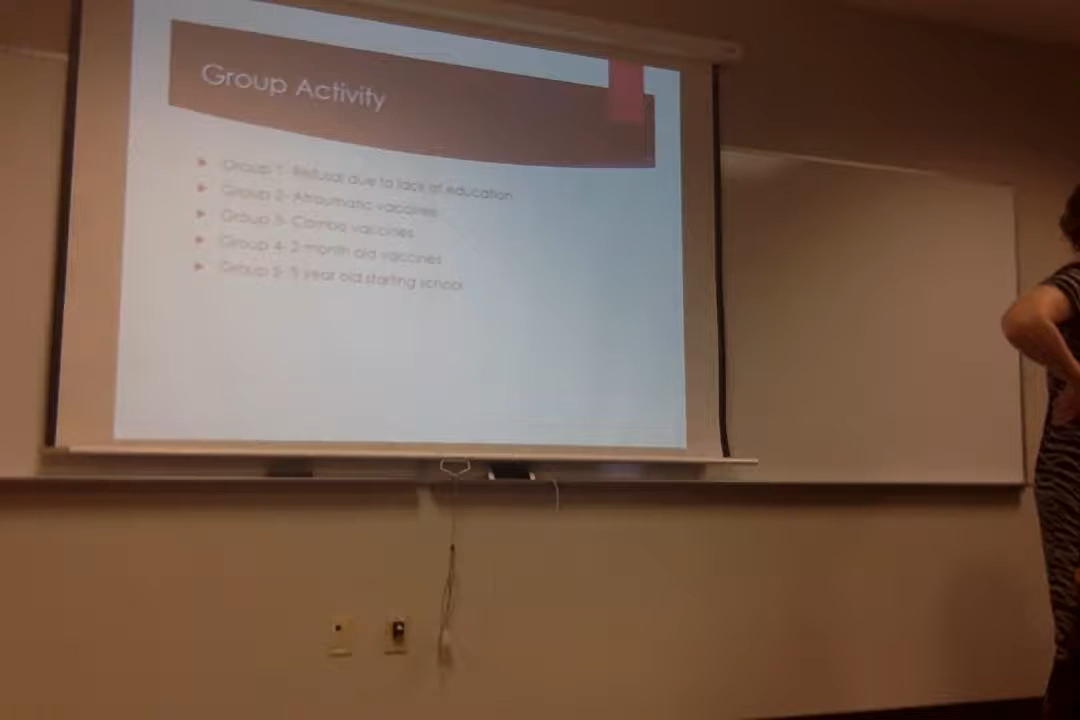 Group Activity
Group 1- Refusal due to lack of education
Group 2- Atraumatic vaccines
Group 3- Combo vaccines
Group 4- 2 month old vaccines
Group 5- 5 year old starting school